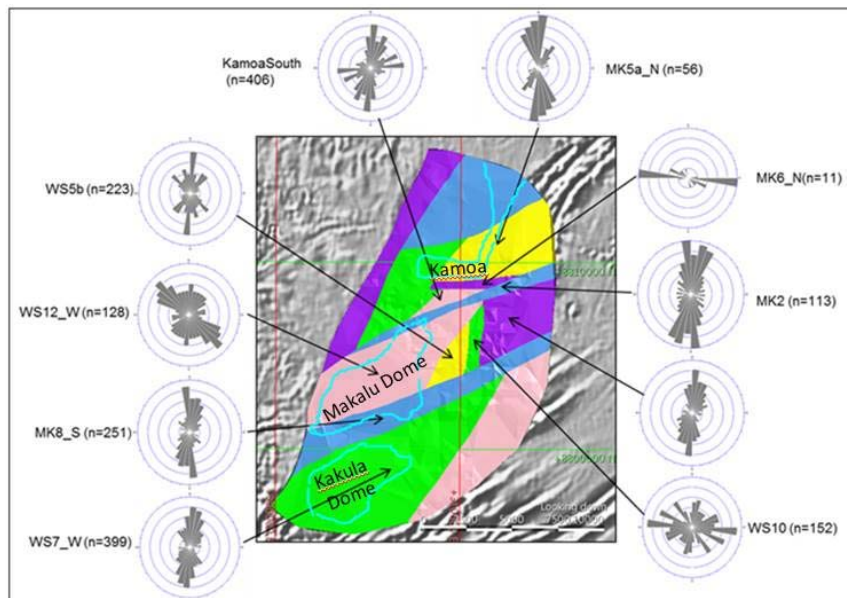 KamoaSouth
(n=406)
MK5a_N (n=56)
WS5b (n=223)
MK6_N(n=11)
Kamoa
WS12_W
(n=128)
MK2
(n=113)
Makalu Dome
MK8_S
(n=251)
Kakula
Dome
Looking down
WS7_W
(n=399)
WS10 (n=152)